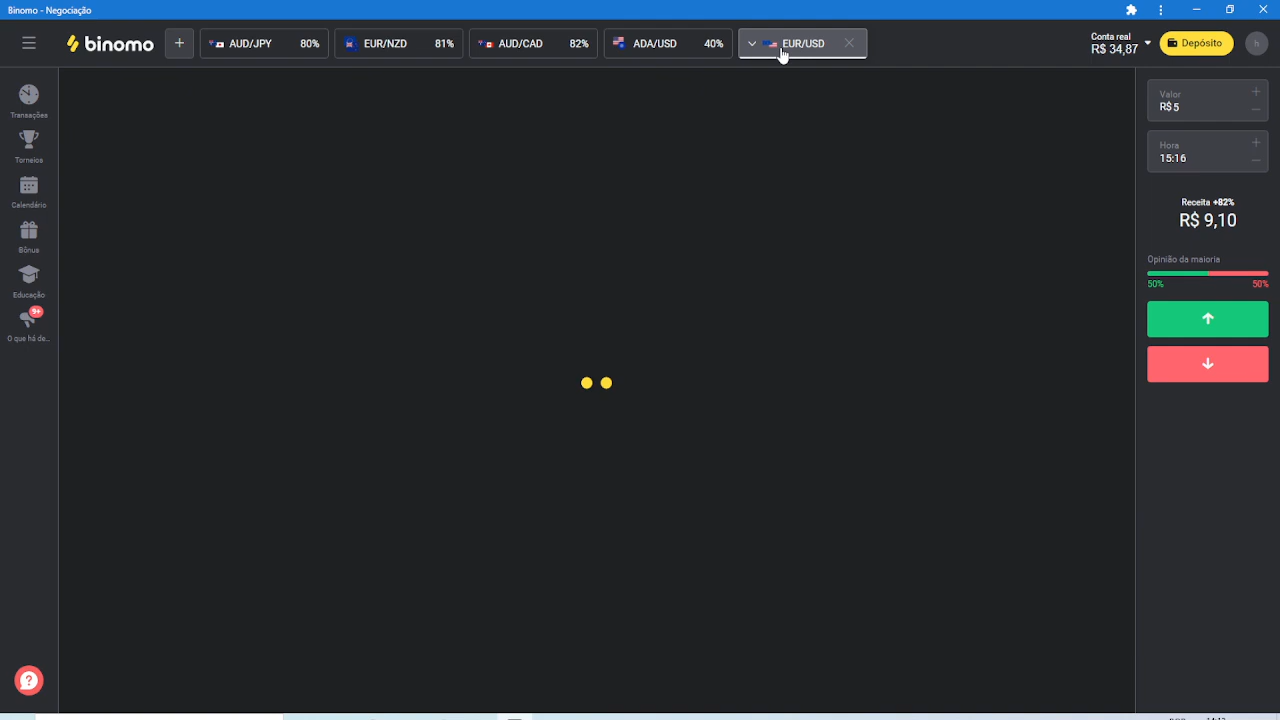 Binomo - Negociação
binomo
+
AUD/JPY 80%
EUR/NZD 81%
AUD/CAD 82%
ADA/USD 40%
EUR/USD
Conta real
R$ 34,87
Depósito
h
Transações
Torneios
Calendário
Bônus
Educação
9+
O que há de...
?
Valor
R$5
Hora
15:16
Receita +82%
R$ 9,10
Opinião da maioria
50% 50%